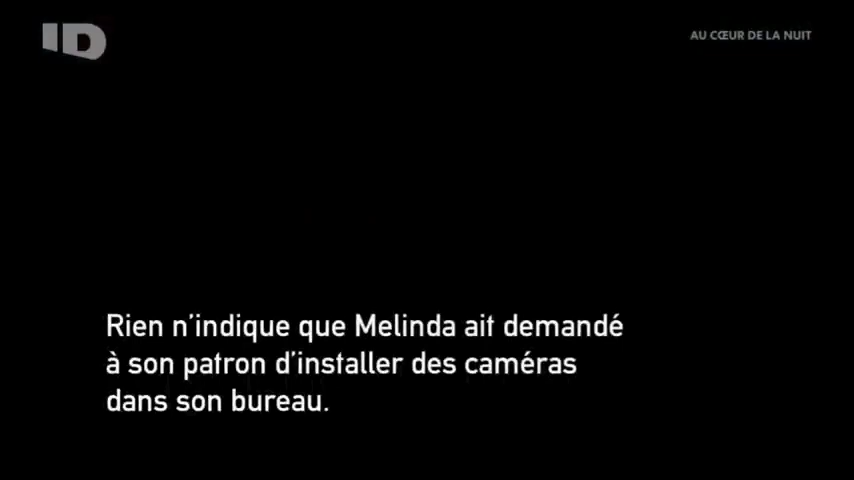 ID
AU CŒUR DE LA NUIT
Rien n'indique que Melinda ait demandé
à son patron d'installer des caméras
dans son bureau.